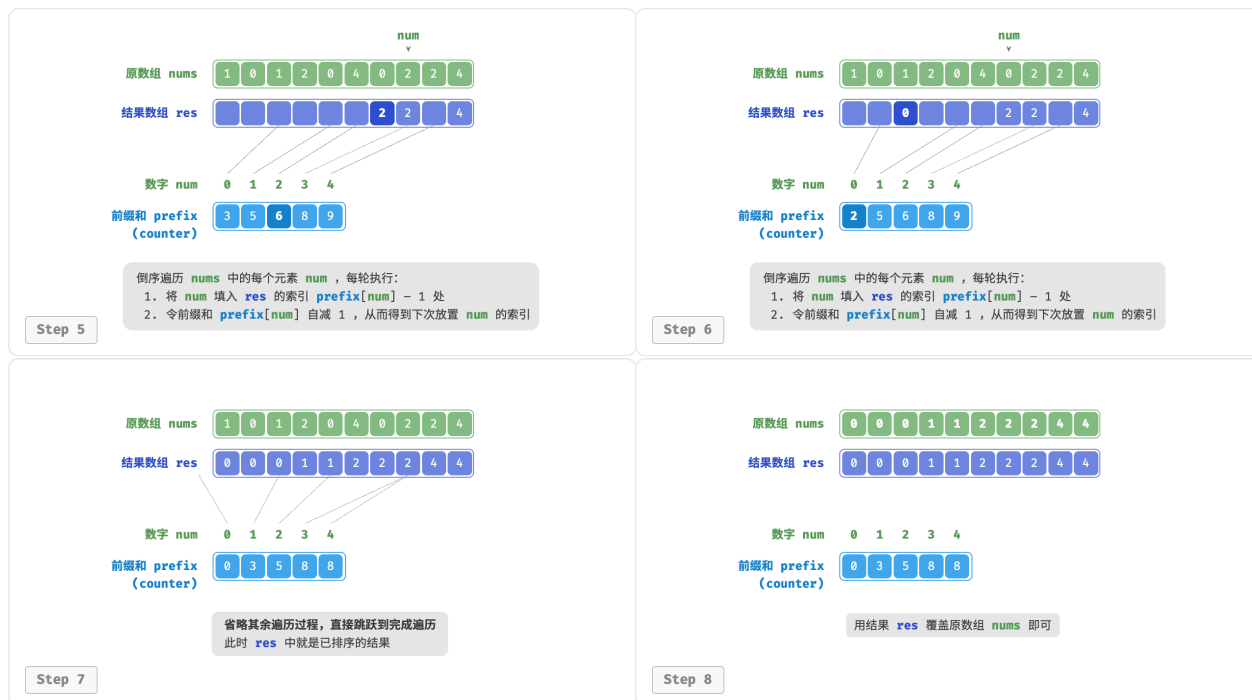 num
原数组 nums 1 0 1 2 0 4 0 2 2 4
结果数组 res 2 2 4
数字 num 0 1 2 3 4
前缀和 prefix 3 5 6 8 9
(counter)
倒序遍历 nums 中的每个元素 num ，每轮执行：
1. 将 num 填入 res 的索引 prefix[num] – 1 处
2. 令前缀和 prefix[num] 自减 1 ，从而得到下次放置 num 的索引
Step 5
num
原数组 nums 1 0 1 2 0 4 0 2 2 4
结果数组 res 0 2 2 4
数字 num 0 1 2 3 4
前缀和 prefix 2 5 6 8 9
(counter)
倒序遍历 nums 中的每个元素 num ，每轮执行：
1. 将 num 填入 res 的索引 prefix[num] – 1 处
2. 令前缀和 prefix[num] 自减 1 ，从而得到下次放置 num 的索引
Step 6
原数组 nums 1 0 1 2 0 4 0 2 2 4
结果数组 res 0 0 0 1 1 2 2 2 4 4
数字 num 0 1 2 3 4
前缀和 prefix 0 3 5 8 8
(counter)
省略其余遍历过程，直接跳跃到完成遍历
此时 res 中就是已排序的结果
Step 7
原数组 nums 0 0 0 1 1 2 2 2 4 4
结果数组 res 0 0 0 1 1 2 2 2 4 4
数字 num 0 1 2 3 4
前缀和 prefix 0 3 5 8 8
(counter)
用结果 res 覆盖原数组 nums 即可
Step 8